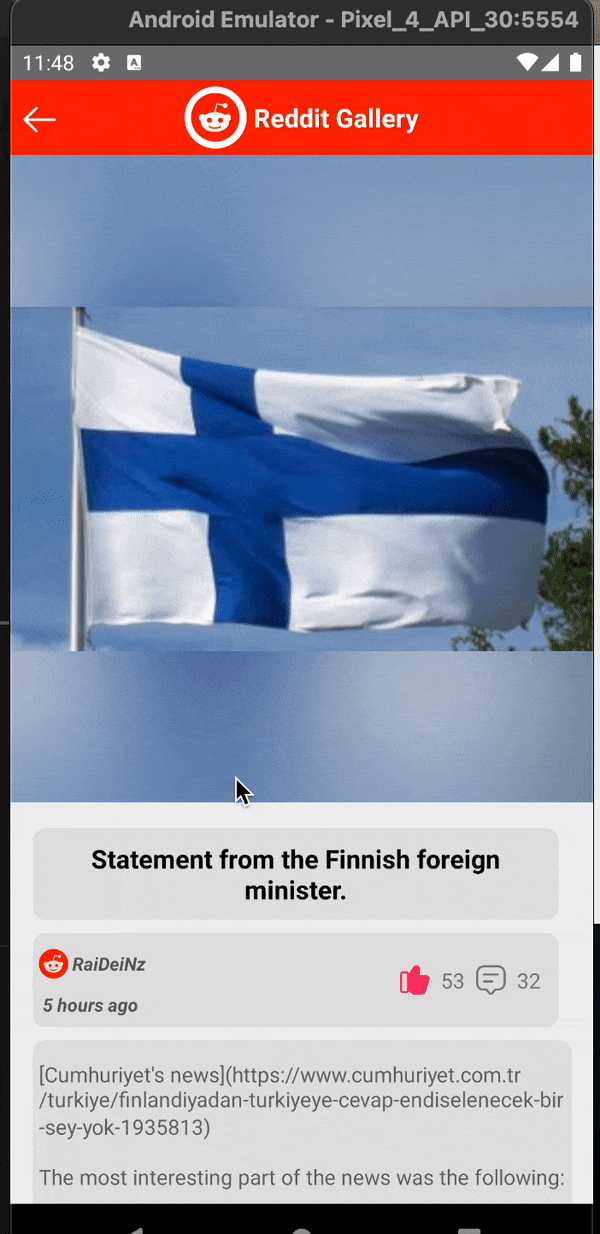 Android Emulator - Pixel_4_API_30:5554
11:48
A
Reddit Gallery
Statement from the Finnish foreign
minister.
RaiDeiNz
53
32
5 hours ago
[Cumhuriyet's news](https://www.cumhuriyet.com.tr
/turkiye/finlandiyadan-turkiyeye-cevap-endiselenecek-bir
-sey-yok-1935813)
The most interesting part of the news was the following: